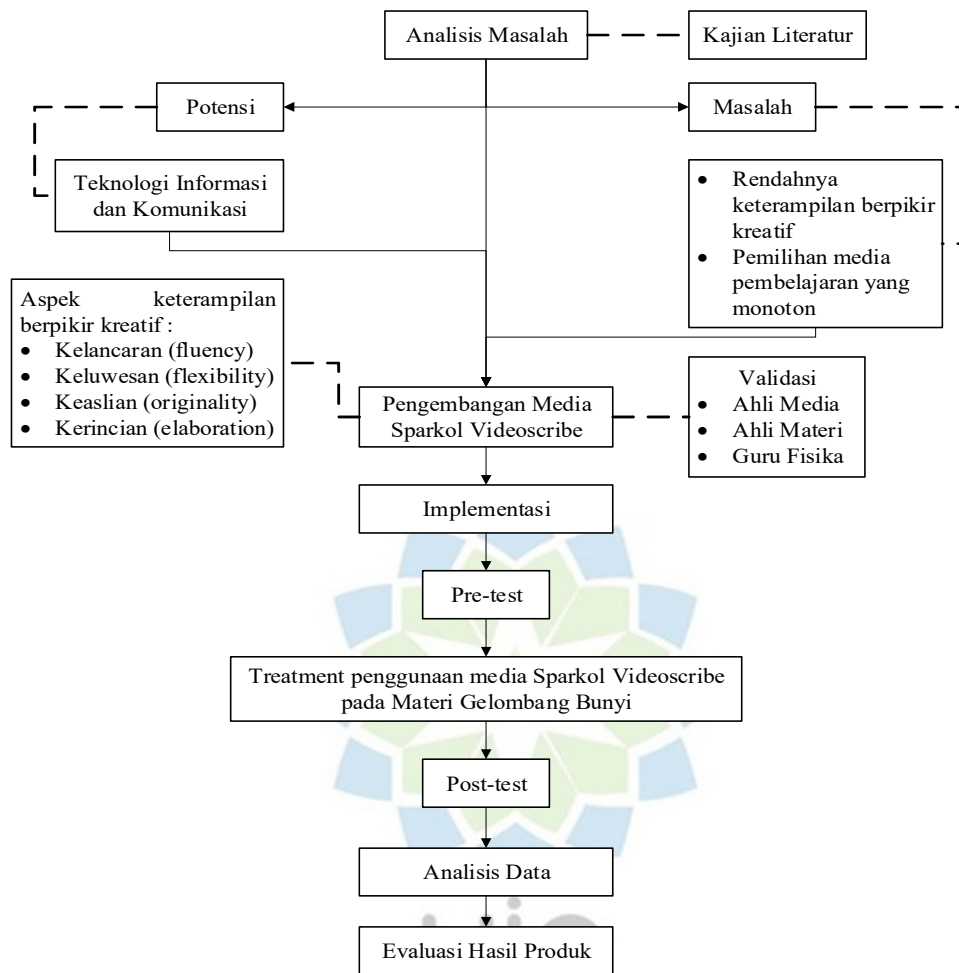 Analisis Masalah
Kajian Literatur
Potensi
Masalah
Teknologi Informasi
dan Komunikasi
• Rendahnya
keterampilan berpikir
kreatif
• Pemilihan media
pembelajaran yang
monoton
Aspek keterampilan
berpikir kreatif :
• Kelancaran (fluency)
• Keluwesan (flexibility)
• Keaslian (originality)
• Kerincian (elaboration)
Pengembangan Media
Sparkol Videoscribe
Validasi
• Ahli Media
• Ahli Materi
• Guru Fisika
Implementasi
Pre-test
Treatment penggunaan media Sparkol Videoscribe
pada Materi Gelombang Bunyi
Post-test
Analisis Data
Evaluasi Hasil Produk